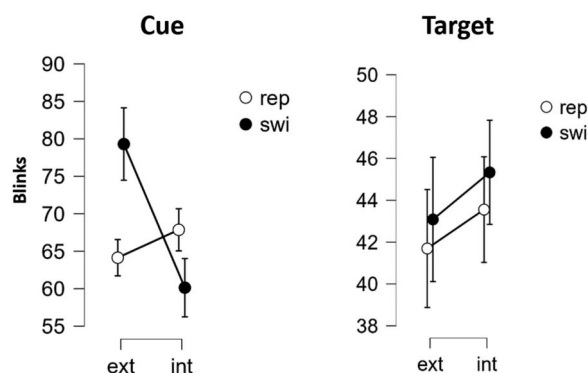 Cue
Blinks
90
85
80
75
70
65
60
55
ext int
rep
swi
Target
50
48
46
44
42
40
38
ext int
rep
swi